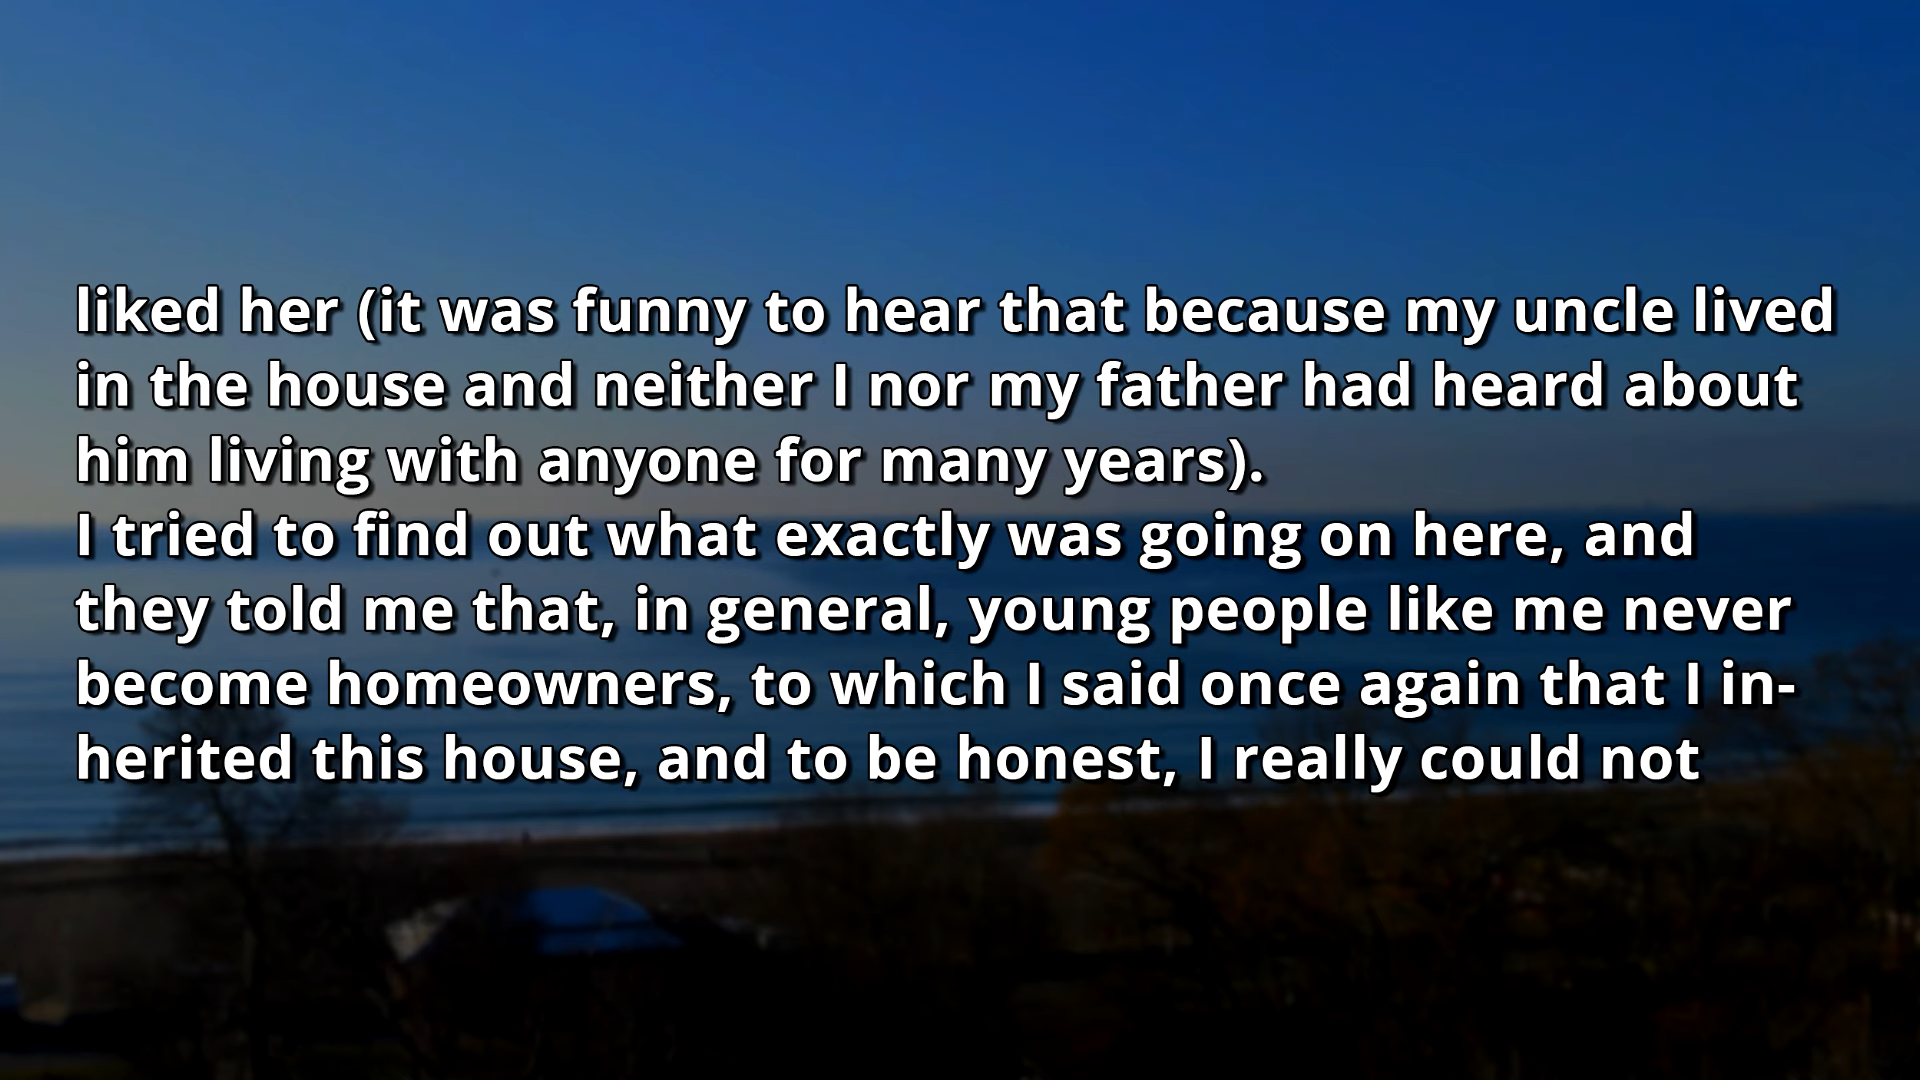 liked her (it was funny to hear that because my uncle lived
in the house and neither I nor my father had heard about
him living with anyone for many years).
I tried to find out what exactly was going on here, and
they told me that, in general, young people like me never
become homeowners, to which I said once again that I in-
herited this house, and to be honest, I really could not